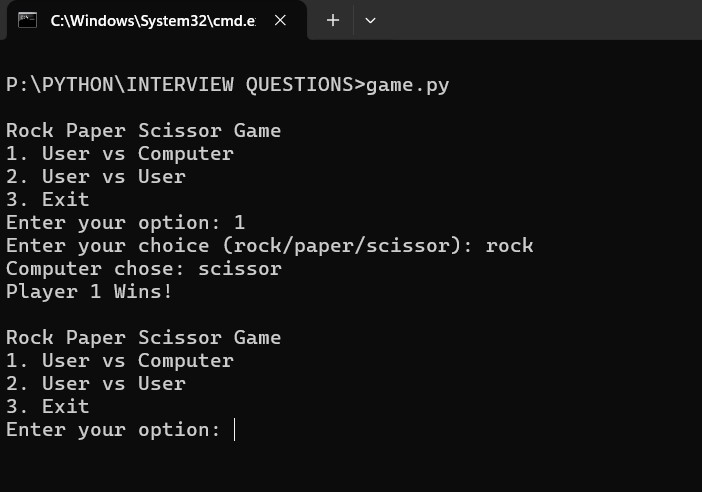 C:\Windows\System32\cmd.e
P:\PYTHON\INTERVIEW QUESTIONS>game.py
Rock Paper Scissor Game
1. User vs Computer
2. User vs User
3. Exit
Enter your option: 1
Enter your choice (rock/paper/scissor): rock
Computer chose: scissor
Player 1 Wins!
Rock Paper Scissor Game
1. User vs Computer
2. User vs User
3. Exit
Enter your option: